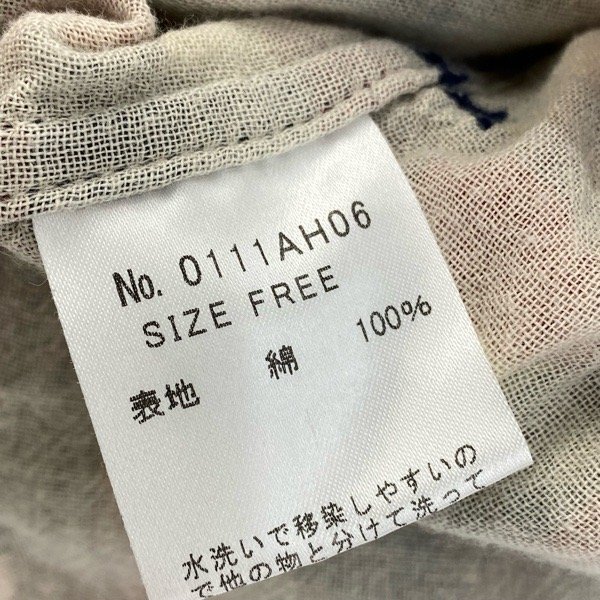 No. 0111AH06
SIZE FREE
表地 綿 100%
水洗いで移染しやすいの
で他の物と分けて洗って